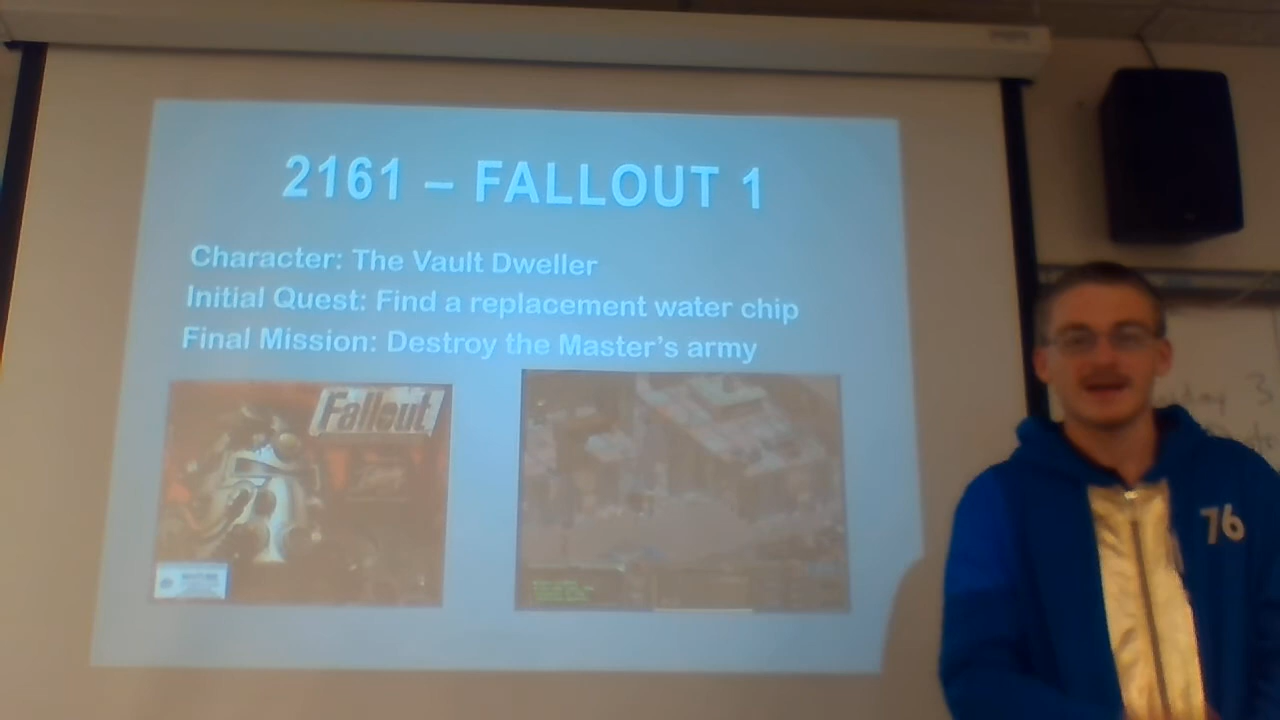 2161 – FALLOUT 1
Character: The Vault Dweller
Initial Quest: Find a replacement water chip
Final Mission: Destroy the Master's army
Fallout
76